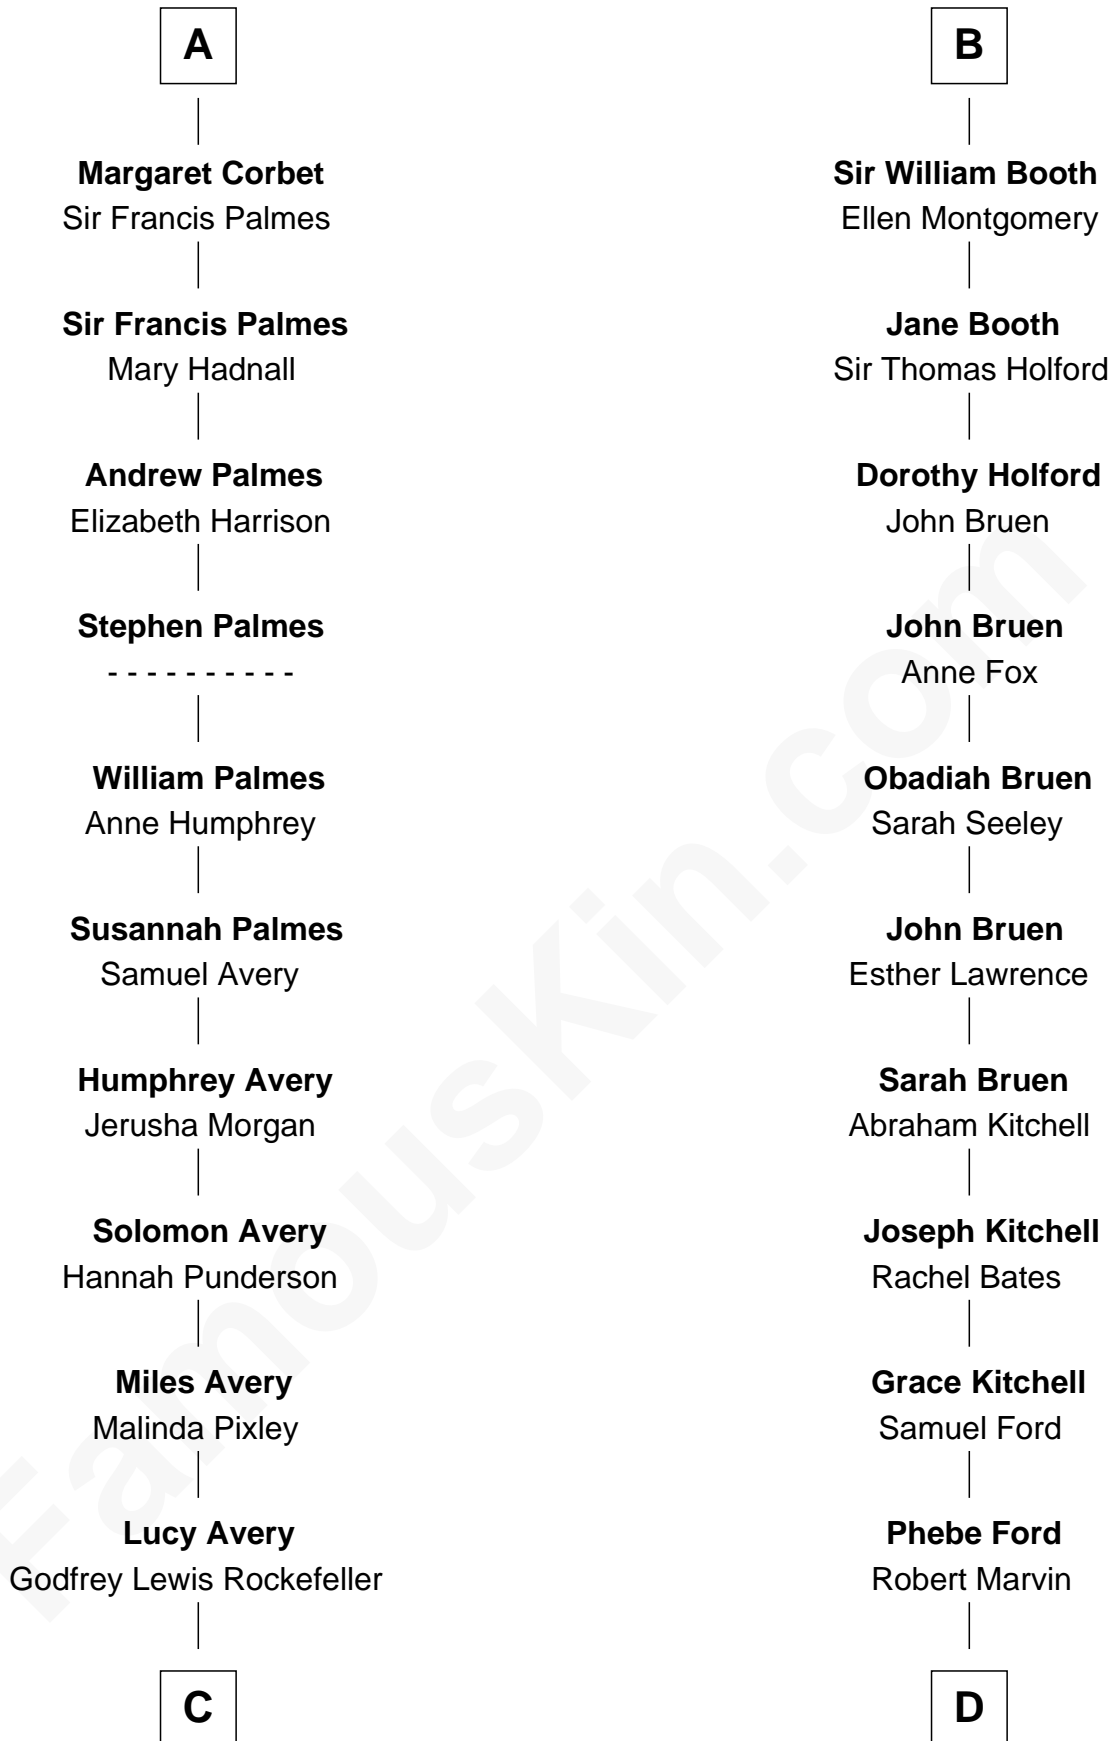 A
Margaret Corbet
Sir Francis Palmes
Sir Francis Palmes
Mary Hadnall
Andrew Palmes
Elizabeth Harrison
Stephen Palmes
- - - - - - - - - -
William Palmes
Anne Humphrey
Susannah Palmes
Samuel Avery
Humphrey Avery
Jerusha Morgan
Solomon Avery
Hannah Punderson
Miles Avery
Malinda Pixley
Lucy Avery
Godfrey Lewis Rockefeller
C
B
Sir William Booth
Ellen Montgomery
Jane Booth
Sir Thomas Holford
Dorothy Holford
John Bruen
John Bruen
Anne Fox
Obadiah Bruen
Sarah Seeley
John Bruen
Esther Lawrence
Sarah Bruen
Abraham Kitchell
Joseph Kitchell
Rachel Bates
Grace Kitchell
Samuel Ford
Phebe Ford
Robert Marvin
D
FamousKin.com